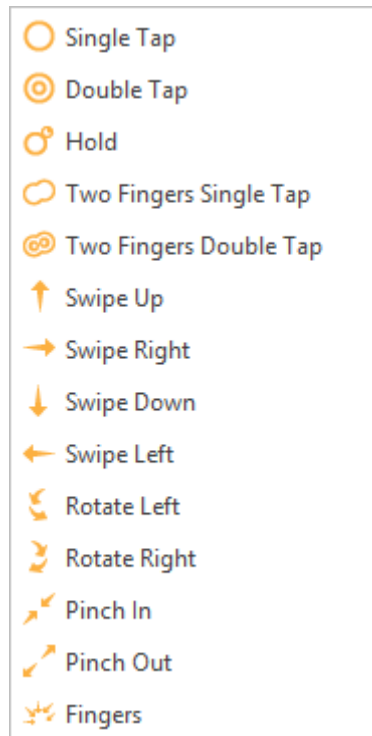 Single Tap
Double Tap
Hold
Two Fingers Single Tap
Two Fingers Double Tap
Swipe Up
Swipe Right
Swipe Down
Swipe Left
Rotate Left
Rotate Right
Pinch In
Pinch Out
Fingers